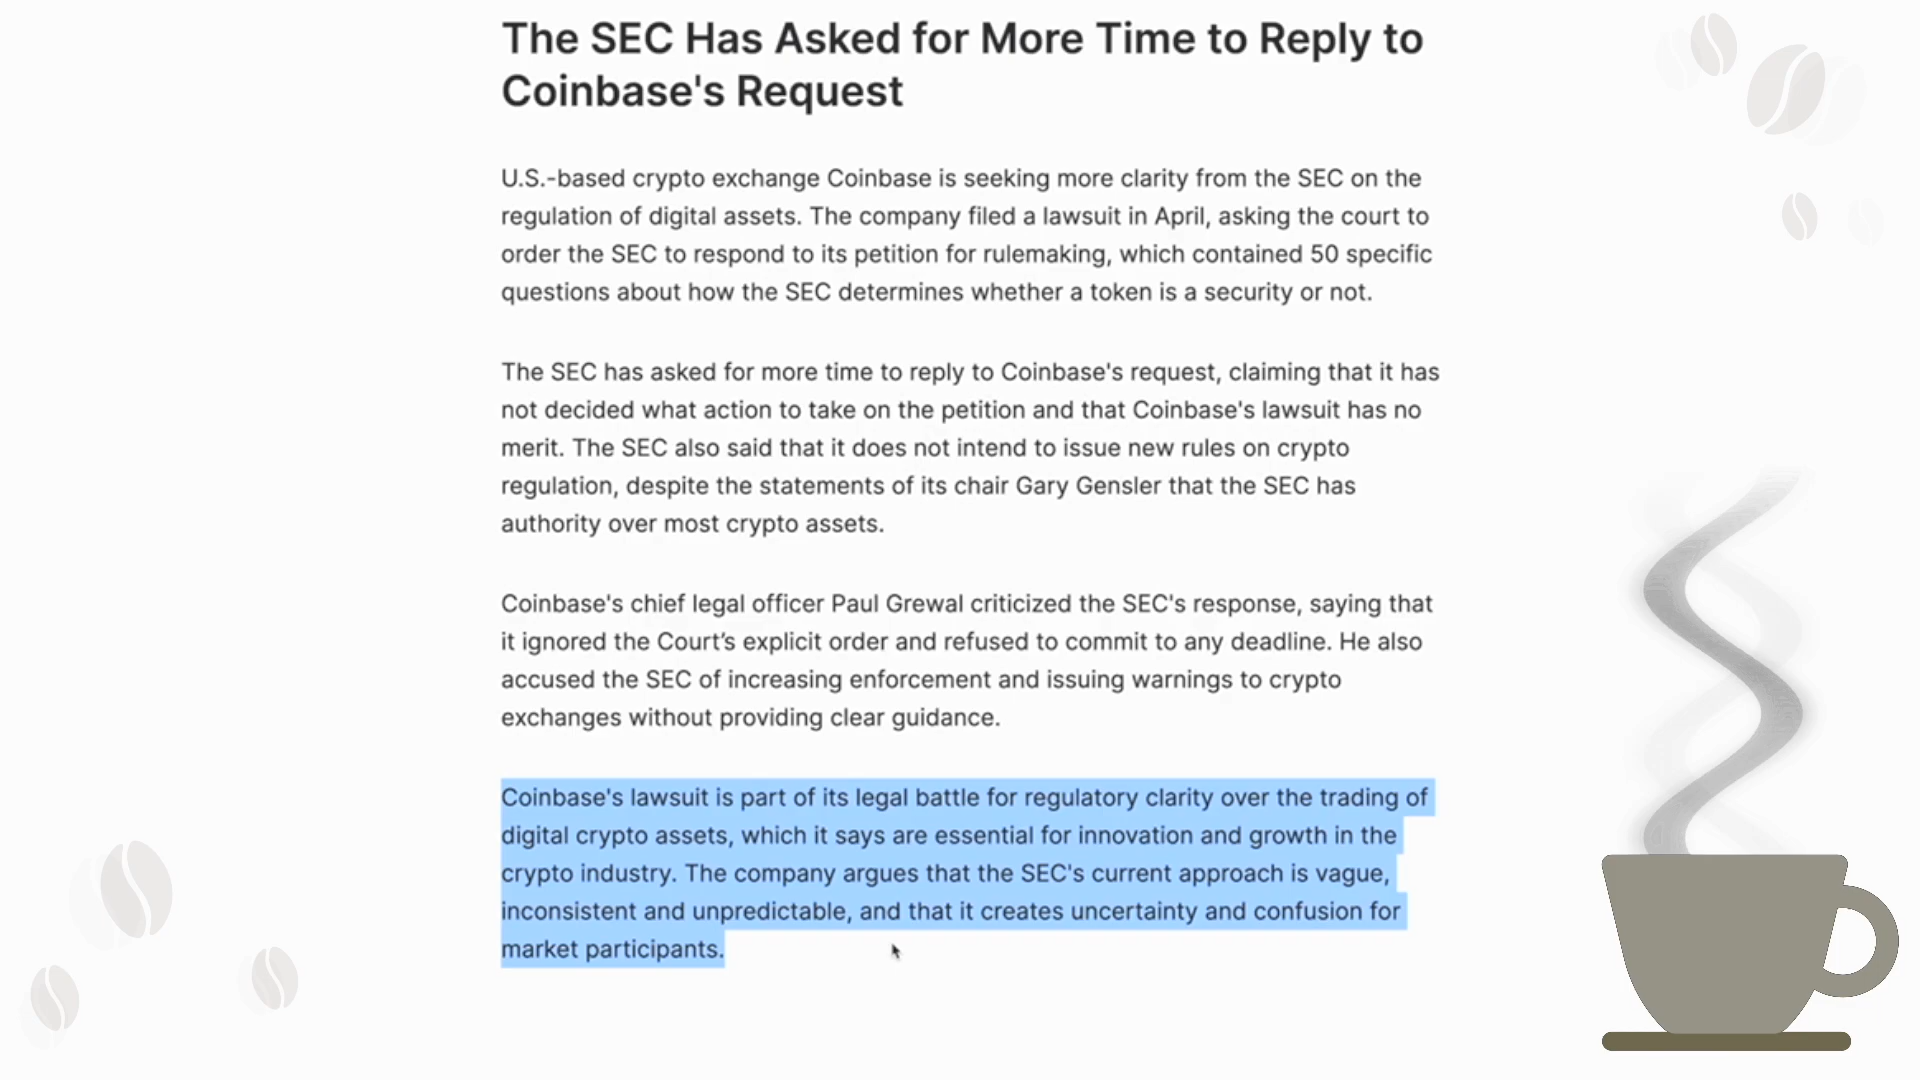 The SEC Has Asked for More Time to Reply to
Coinbase's Request
U.S.-based crypto exchange Coinbase is seeking more clarity from the SEC on the
regulation of digital assets. The company filed a lawsuit in April, asking the court to
order the SEC to respond to its petition for rulemaking, which contained 50 specific
questions about how the SEC determines whether a token is a security or not.
The SEC has asked for more time to reply to Coinbase's request, claiming that it has
not decided what action to take on the petition and that Coinbase's lawsuit has no
merit. The SEC also said that it does not intend to issue new rules on crypto
regulation, despite the statements of its chair Gary Gensler that the SEC has
authority over most crypto assets.
Coinbase's chief legal officer Paul Grewal criticized the SEC's response, saying that
it ignored the Court’s explicit order and refused to commit to any deadline. He also
accused the SEC of increasing enforcement and issuing warnings to crypto
exchanges without providing clear guidance.
Coinbase's lawsuit is part of its legal battle for regulatory clarity over the trading of
digital crypto assets, which it says are essential for innovation and growth in the
crypto industry. The company argues that the SEC's current approach is vague,
inconsistent and unpredictable, and that it creates uncertainty and confusion for
market participants.